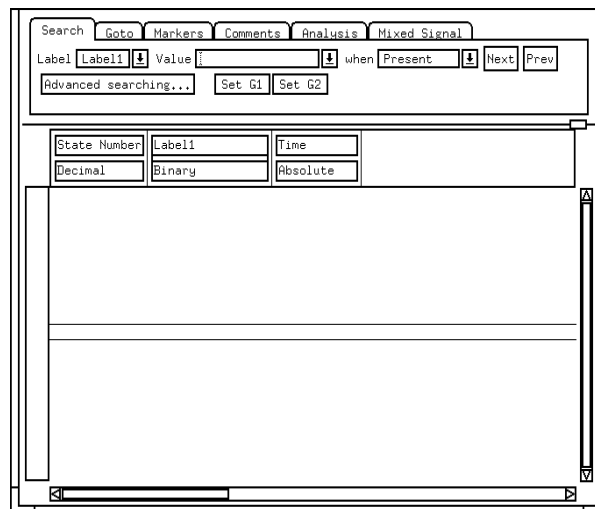 Search Goto Markers Comments Analysis Mixed Signal
Label Label1 Value when Present Next Prev
Advanced searching... Set G1 Set G2
State Number Label1 Time
Decimal Binary Absolute